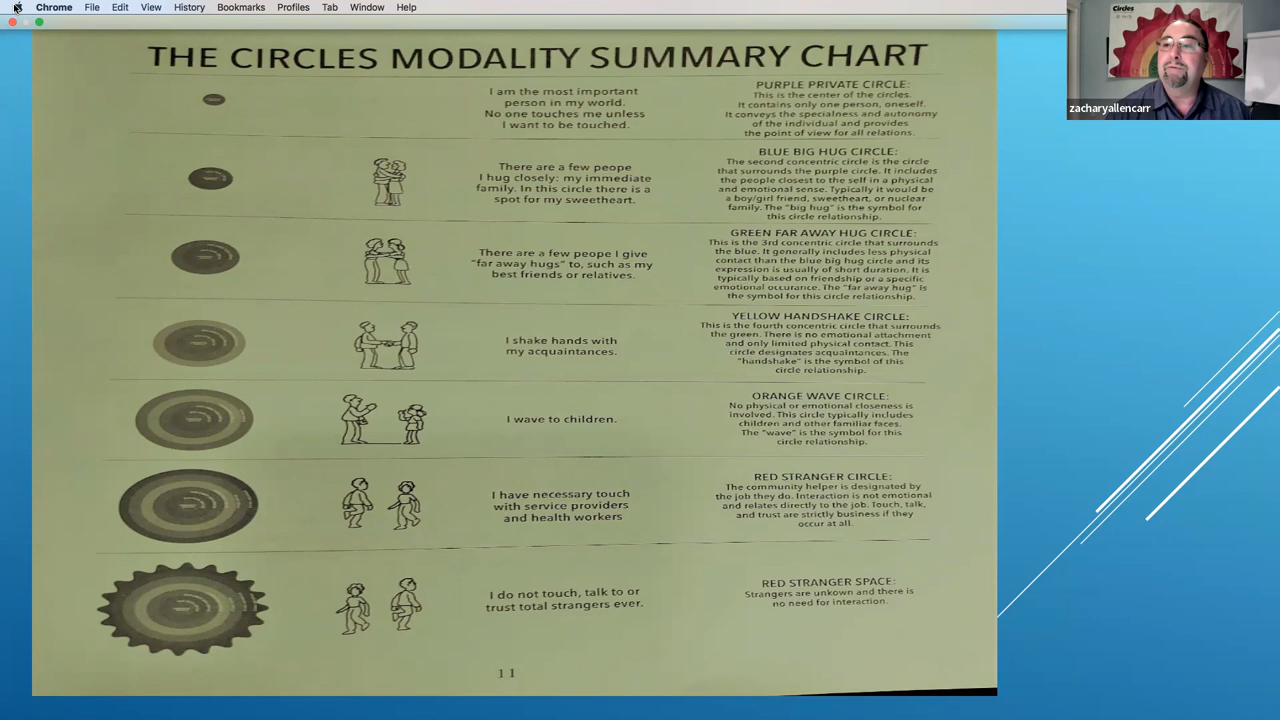 Chrome File Edit View History Bookmarks Profiles Tab Window Help
Circles
zacharyallencarr
THE CIRCLES MODALITY SUMMARY CHART
I am the most important
person in my world.
No one touches me unless
I want to be touched.
PURPLE PRIVATE CIRCLE:
This is the center of the circles.
It contains only one person, oneself.
It conveys the specialness and autonomy
of the individual and provides
the point of view for all relations.
There are a few peope
I hug closely: my immediate
family. In this circle there is a
spot for my sweetheart.
BLUE BIG HUG CIRCLE:
The second concentric circle is the circle
that surrounds the purple circle. It includes
the people closest to the self in a physical
and emotional sense. Typically it would be
a boy/girl friend, sweetheart, or nuclear
family. The "big hug" is the symbol for
this circle relationship.
There are a few peope I give
"far away hugs" to, such as my
best friends or relatives.
GREEN FAR AWAY HUG CIRCLE:
This is the 3rd concentric circle that surrounds
the blue. It generally includes less physical
contact than the blue big hug circle and its
expression is usually of short duration. It is
typically based on friendship or a specific
emotional occurance. The "far away hug" is
the symbol for this circle relationship.
I shake hands with
my acquaintances.
YELLOW HANDSHAKE CIRCLE:
This is the fourth concentric circle that surrounds
the green. There is no emotional attachment
and only limited physical contact. This
circle designates acquaintances. The
"handshake" is the symbol of this
circle relationship.
I wave to children.
ORANGE WAVE CIRCLE:
No physical or emotional closeness is
involved. This circle typically includes
children and other familiar faces.
The "wave" is the symbol for this
circle relationship.
I have necessary touch
with service providers
and health workers
RED STRANGER CIRCLE:
The community helper is designated by
the job they do. Interaction is not emotional
and relates directly to the job. Touch, talk,
and trust are strictly business if they
occur at all.
I do not touch, talk to or
trust total strangers ever.
RED STRANGER SPACE:
Strangers are unkown and there is
no need for interaction.
11